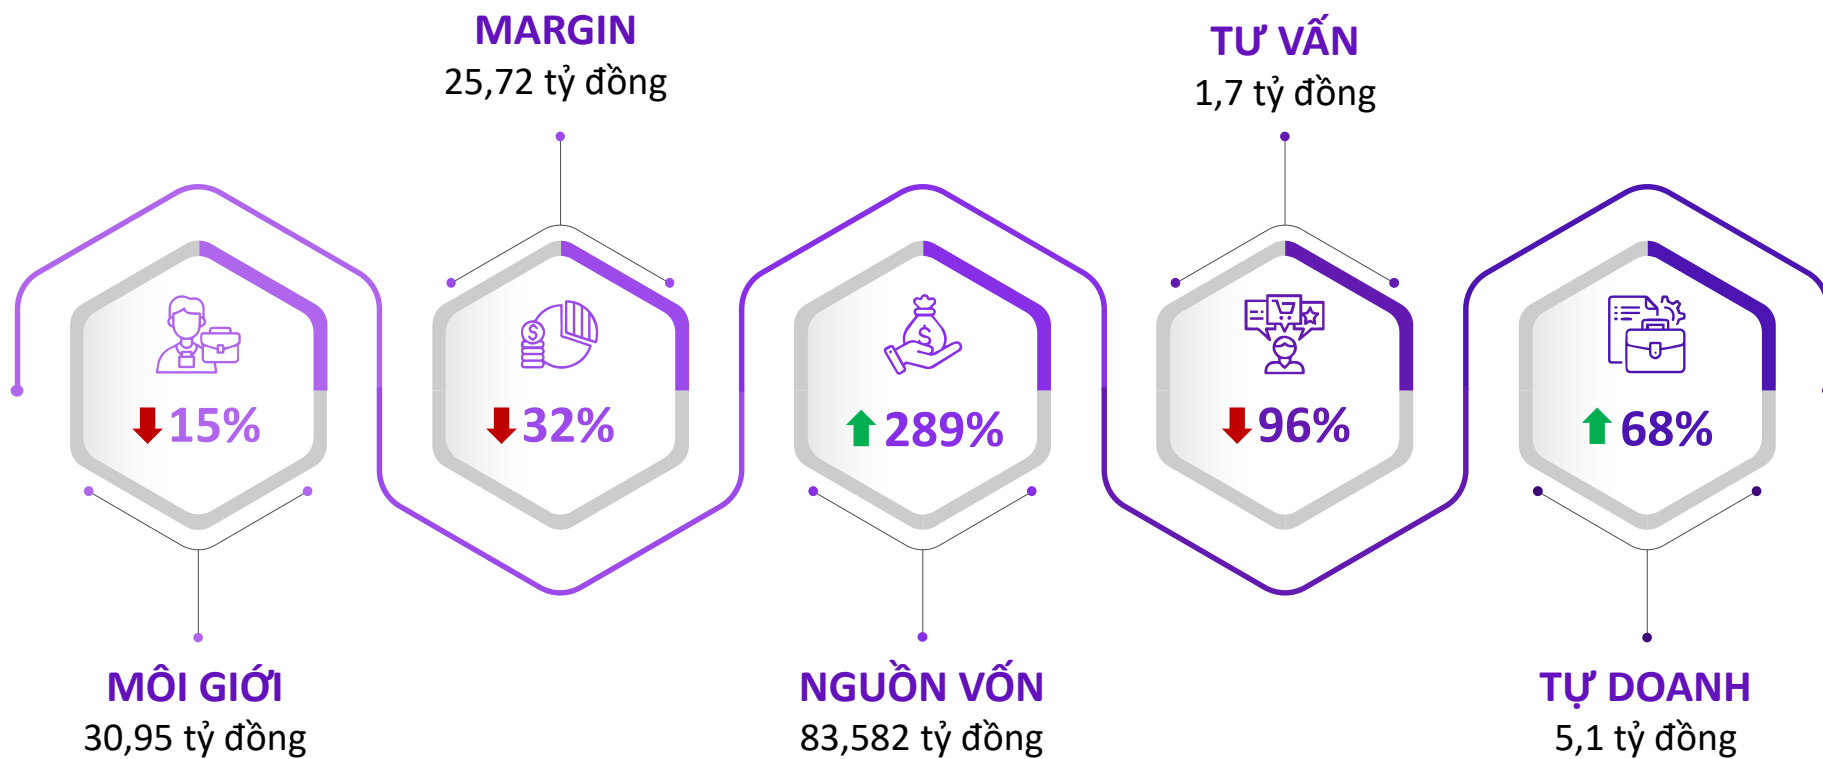 MARGIN
25,72 tỷ đồng
TƯ VẤN
1,7 tỷ đồng
15%
32%
289%
96%
68%
MÔI GIỚI
30,95 tỷ đồng
NGUỒN VỐN
83,582 tỷ đồng
TỰ DOANH
5,1 tỷ đồng